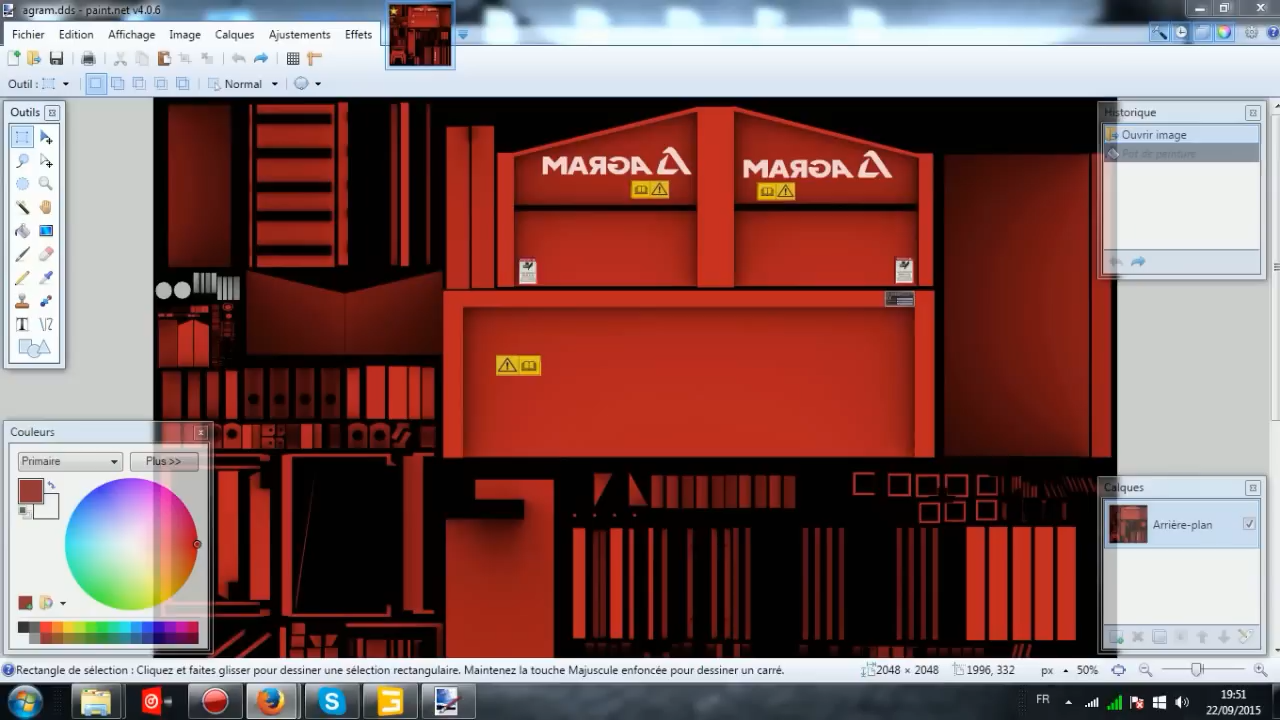 agram.dds - paint.net v4.0.6
Fichier Edition Affichage Image Calques Ajustements Effets
Outil : Normal
Outils
Historique
Ouvrir image
Pot de peinture
AGRAM AGRAM
Couleurs
Primaire Plus >>
Calques
Arrière-plan
Rectangle de sélection : Cliquez et faites glisser pour dessiner une sélection rectangulaire. Maintenez la touche Majuscule enfoncée pour dessiner un carré. 2048 × 2048 1996, 332 px 50%
FR 19:51
22/09/2015